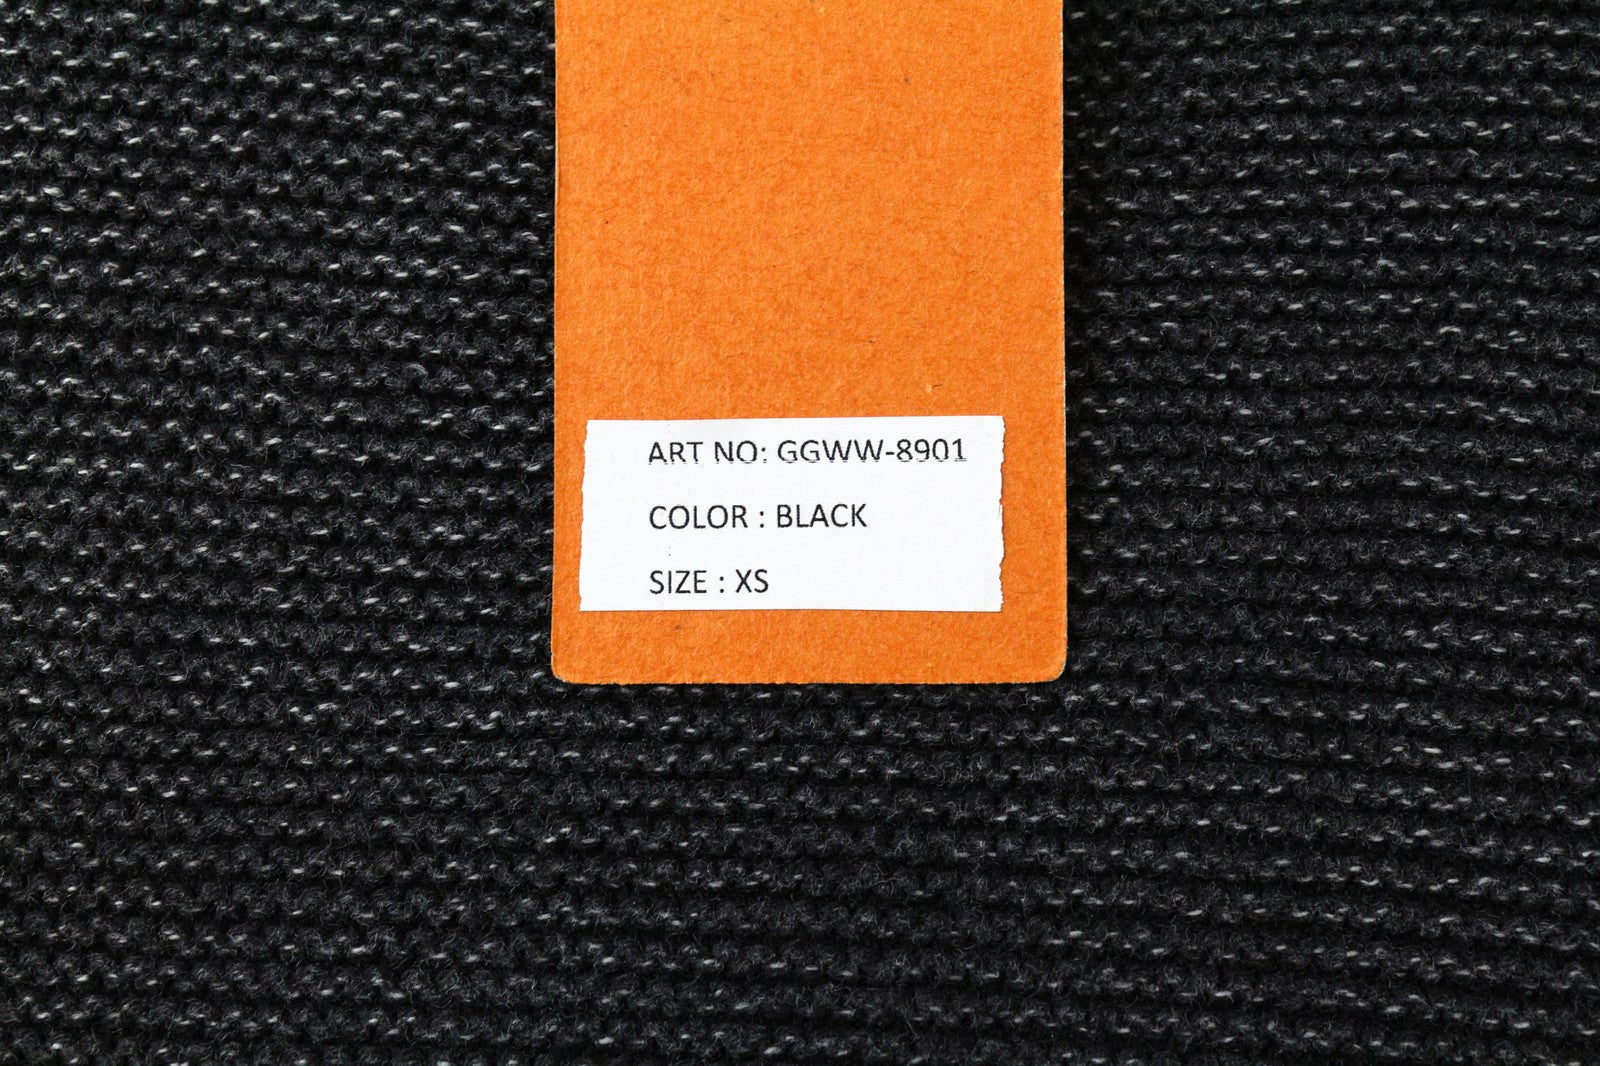 ART NO: GGWW-8901
COLOR : BLACK
SIZE : XS